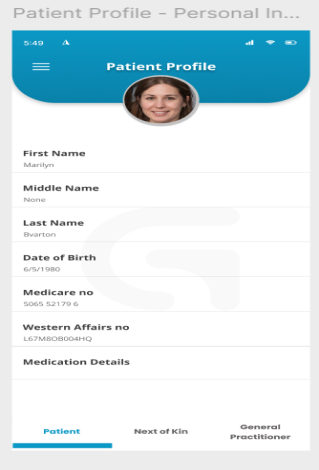 Patient Profile - Personal In...
5:49
Patient Profile
First Name
Marilyn
Middle Name
None
Last Name
Bvarton
Date of Birth
6/5/1980
Medicare no
5065 52179 6
Western Affairs no
L67M8OB004HQ
Medication Details
Patient
Next of Kin
General
Practitioner